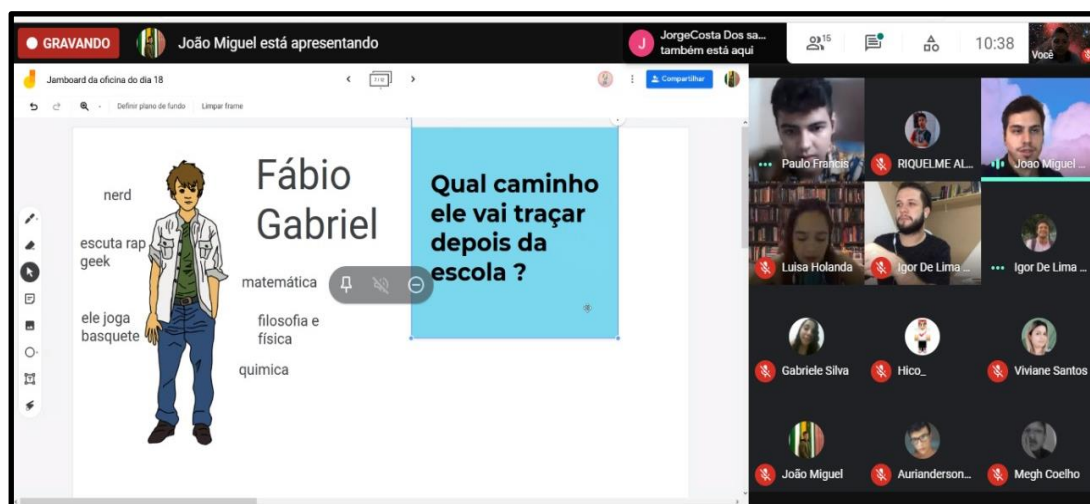 GRAVANDO
João Miguel está apresentando
JorgeCosta Dos sa...
também está aqui
J
15
10:38
Você
Jamboard da oficina do dia 18
Compartilhar
Definir plano de fundo
Limpar frame
nerd
escuta rap
geek
ele joga
basquete
Fábio
Gabriel
matemática
filosofia e
física
quimica
Qual caminho
ele vai traçar
depois da
escola ?
Paulo Francis
RIQUELME AL...
João Miguel ...
Luisa Holanda
Igor De Lima ...
Igor De Lima ...
Gabriele Silva
Hico_
Viviane Santos
João Miguel
Aurianderson...
Megh Coelho